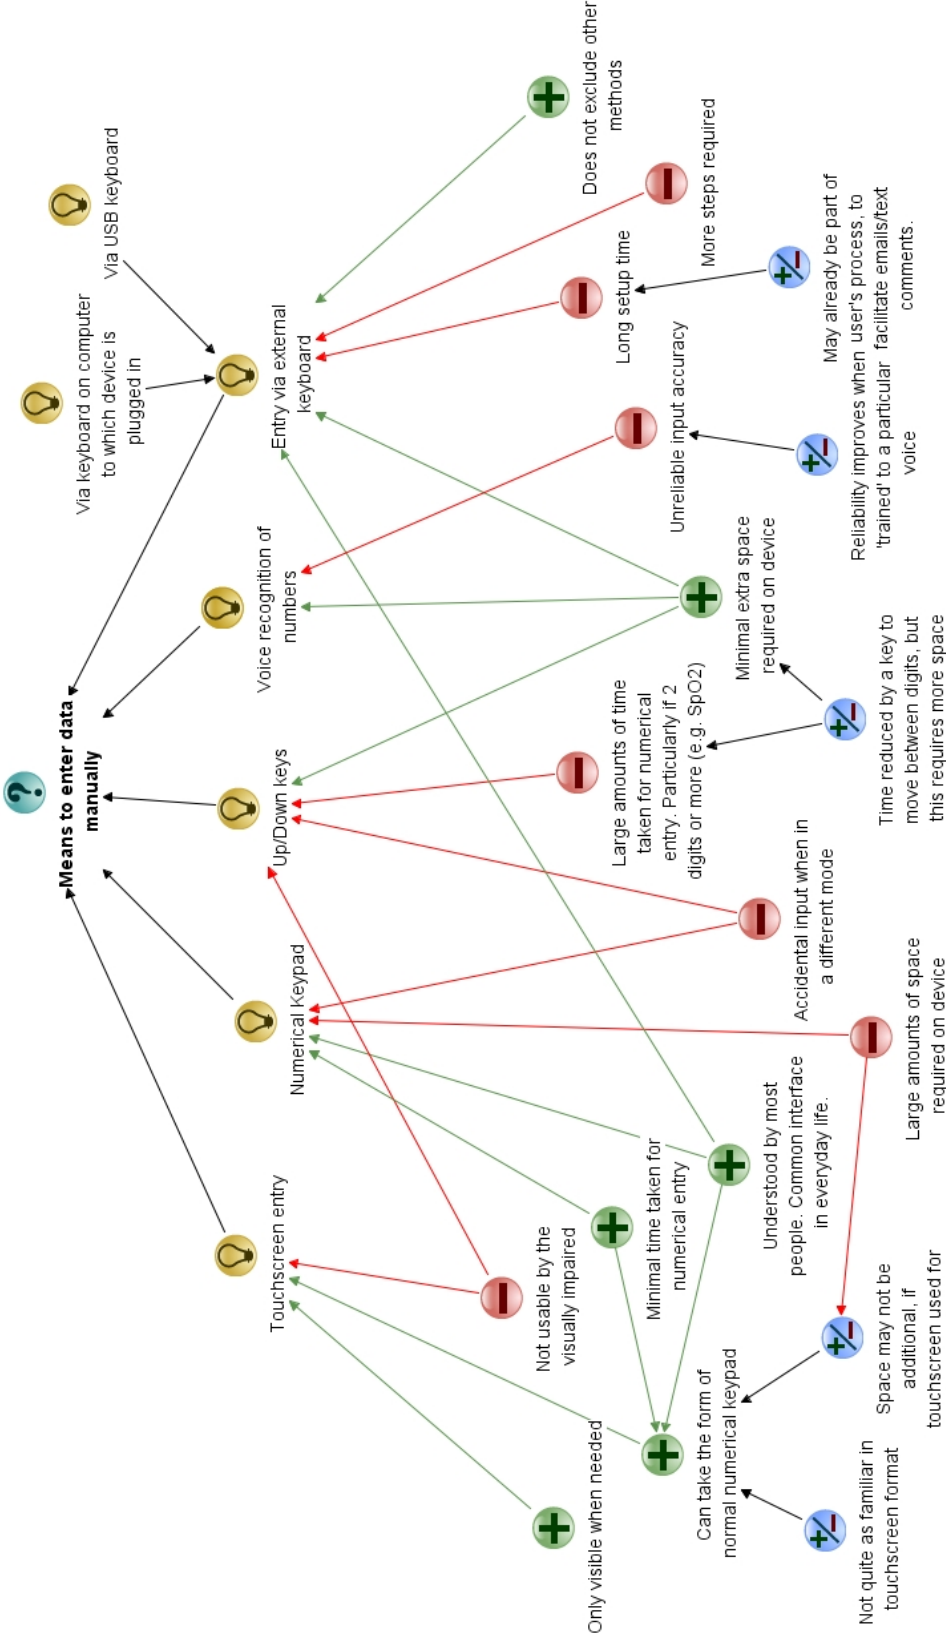 Means to enter data
manually
Touchscreen entry
Numerical Keypad
Up/Down keys
Voice recognition of
numbers
Entry via external
keyboard
Via keyboard on computer
to which device is
plugged in
Via USB keyboard
Only visible when needed
Can take the form of
normal numerical keypad
Not quite as familiar in
touchscreen format
Space may not be
additional, if
touchscreen used for
Not usable by the
visually impaired
Minimal time taken for
numerical entry
Understood by most
people. Common interface
in everyday life.
Large amounts of space
required on device
Accidental input when in
a different mode
Large amounts of time
taken for numerical
entry. Particularly if 2
digits or more (e.g. SpO2)
Time reduced by a key to
move between digits, but
this requires more space
Minimal extra space
required on device
Unreliable input accuracy
Reliability improves when
'trained' to a particular
voice
Long setup time
May already be part of
user's process, to
facilitate emails/text
comments.
More steps required
Does not exclude other
methods